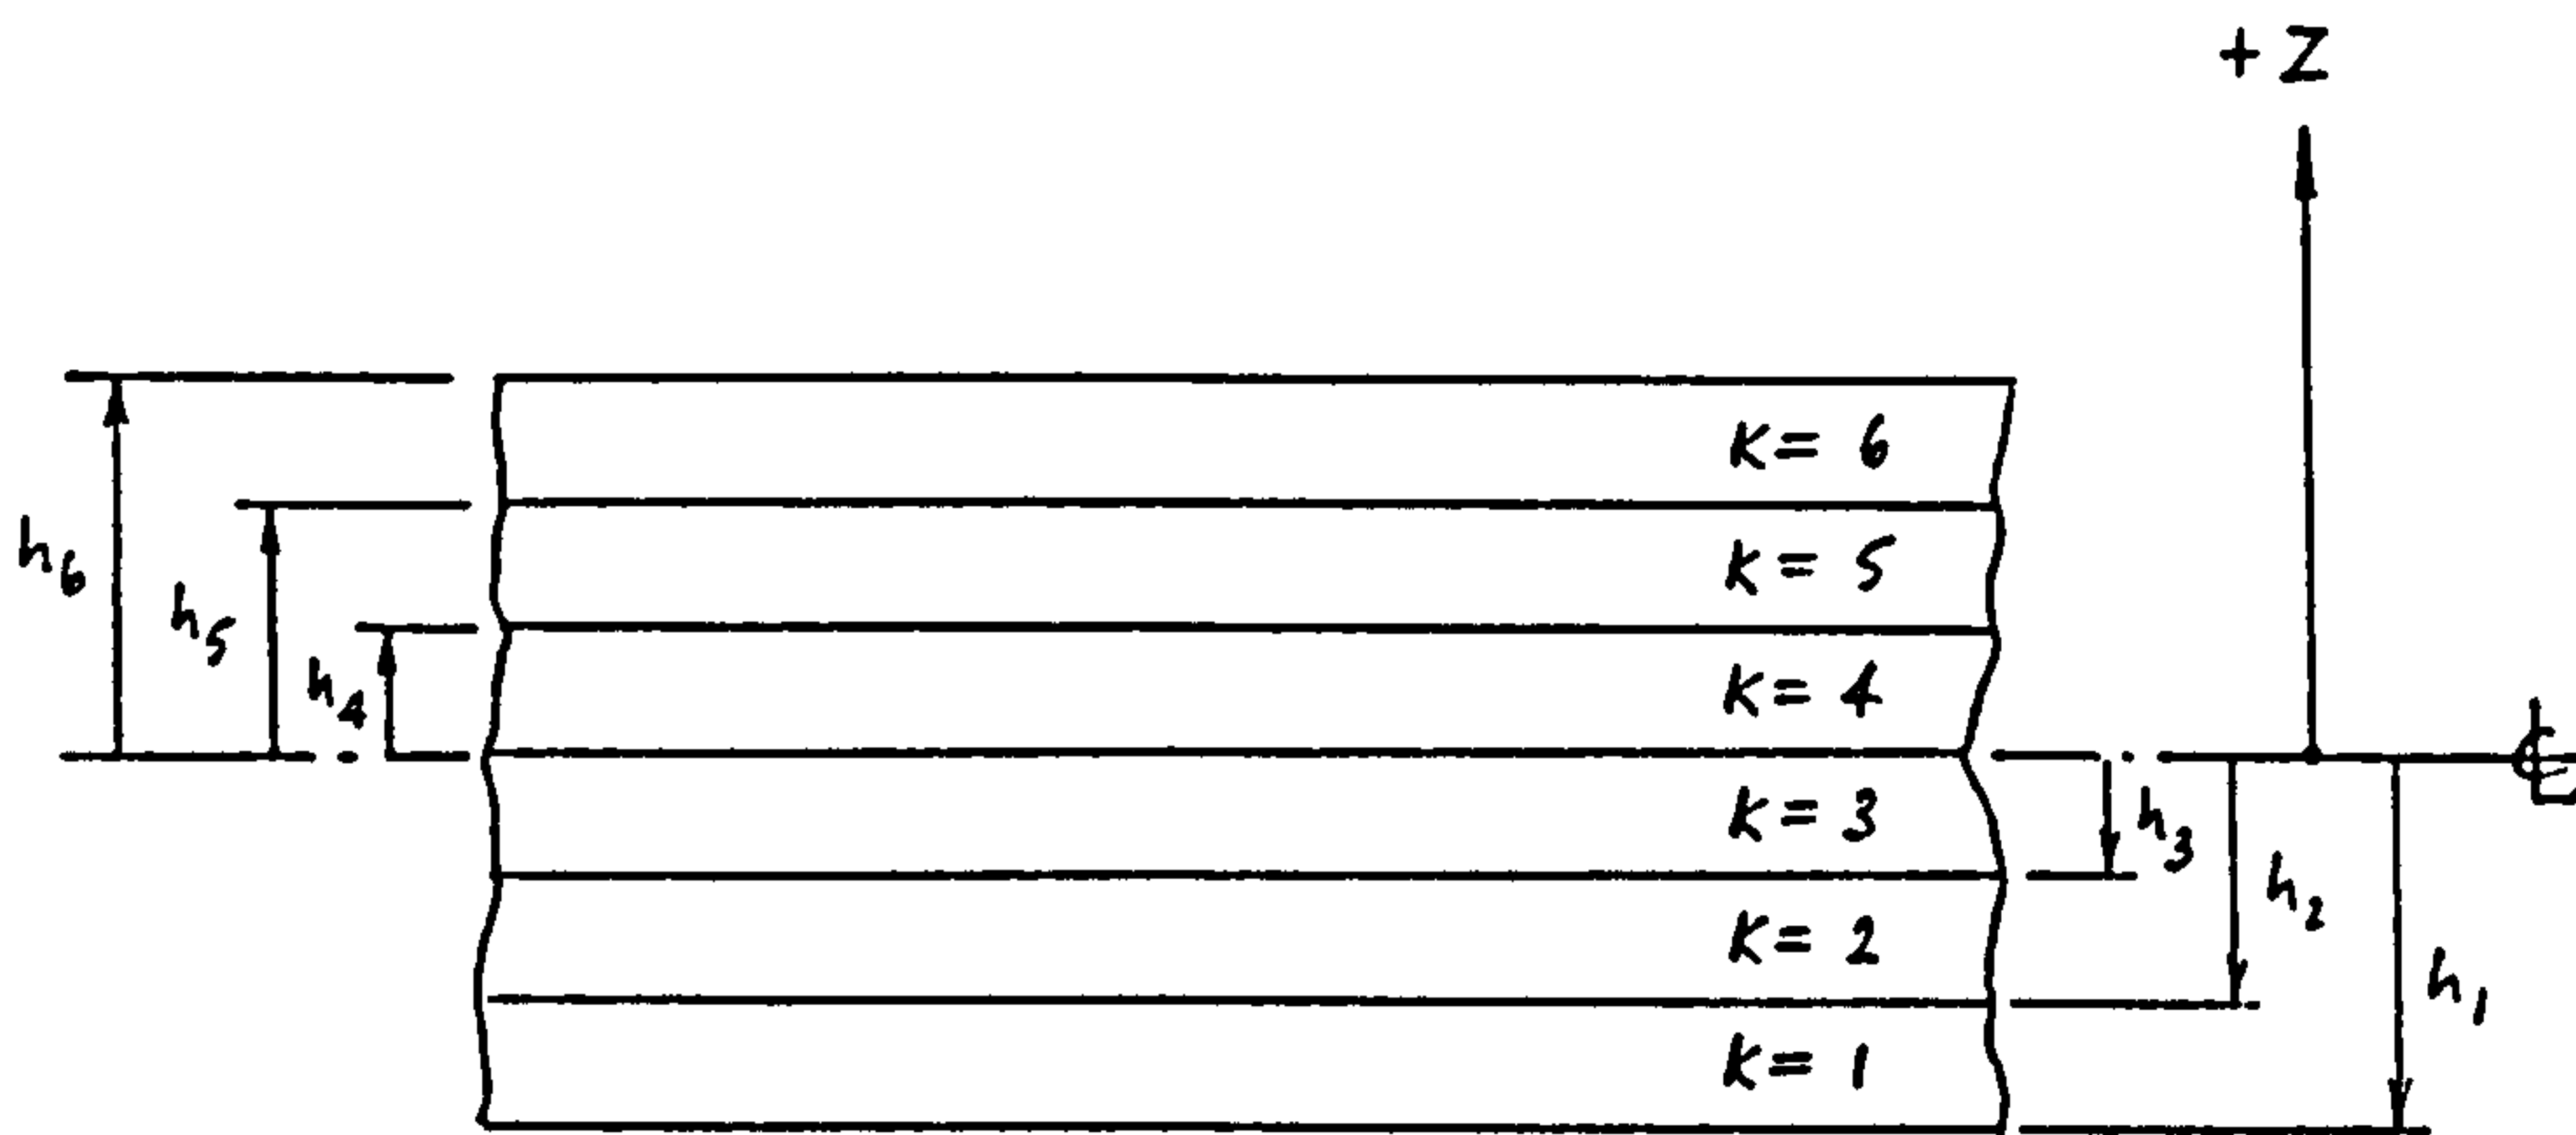 +Z
K= 6
h6
K= 5
h5
K= 4
h4
K= 3
h3
K= 2
h2
K= 1
h1
℄